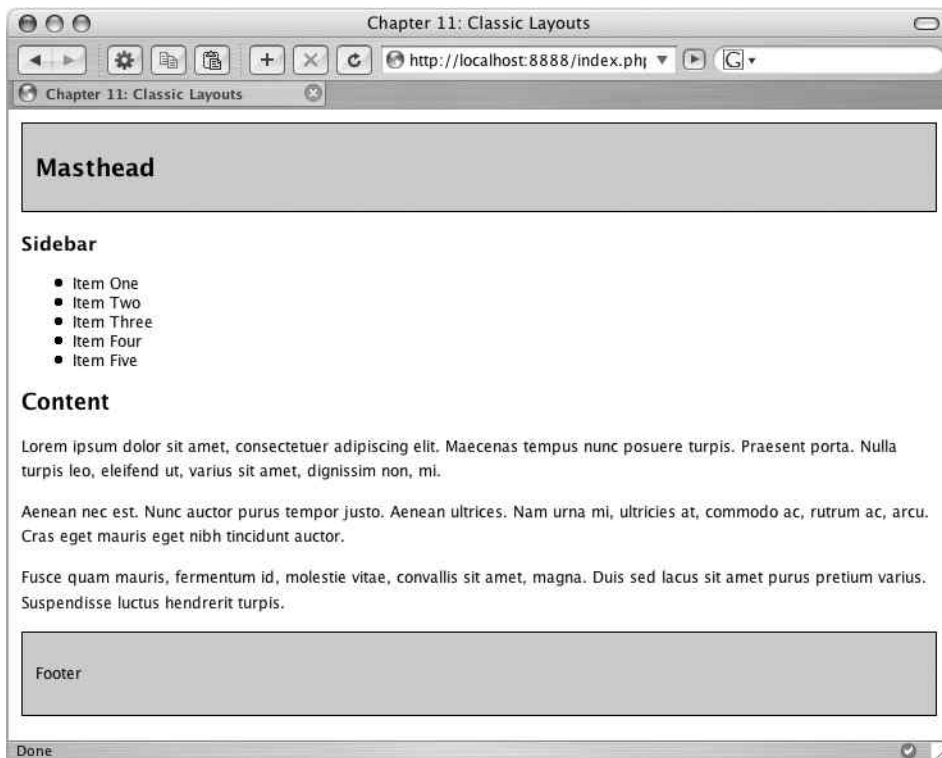 Chapter 11: Classic Layouts
http://localhost:8888/index.php
G
Chapter 11: Classic Layouts
Masthead
Sidebar
Item One
Item Two
Item Three
Item Four
Item Five
Content
Lorem ipsum dolor sit amet, consectetuer adipiscing elit. Maecenas tempus nunc posuere turpis. Praesent porta. Nulla
turpis leo, eleifend ut, varius sit amet, dignissim non, mi.
Aenean nec est. Nunc auctor purus tempor justo. Aenean ultrices. Nam urna mi, ultricies at, commodo ac, rutrum ac, arcu.
Cras eget mauris eget nibh tincidunt auctor.
Fusce quam mauris, fermentum id, molestie vitae, convallis sit amet, magna. Duis sed lacus sit amet purus pretium varius.
Suspendisse luctus hendrerit turpis.
Footer
Done